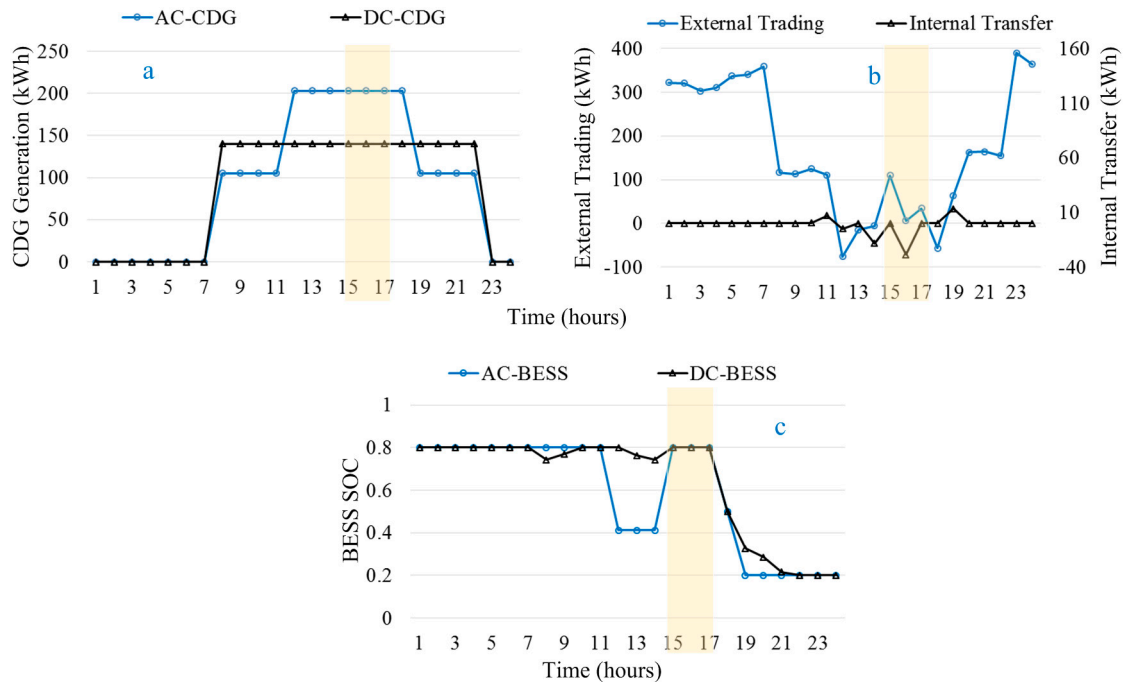 AC-CDG DC-CDG
250
200
150
100
50
0
CDG Generation (kWh)
a
1 3 5 7 9 11 13 15 17 19 21 23
External Trading Internal Transfer
400
300
200
100
0
-100
External Trading (kWh)
b
160
110
60
10
-40
Internal Transfer (kWh)
1 3 5 7 9 11 13 15 17 19 21 23
Time (hours)
AC-BESS DC-BESS
1
0.8
0.6
0.4
0.2
0
BESS SOC
c
1 3 5 7 9 11 13 15 17 19 21 23
Time (hours)